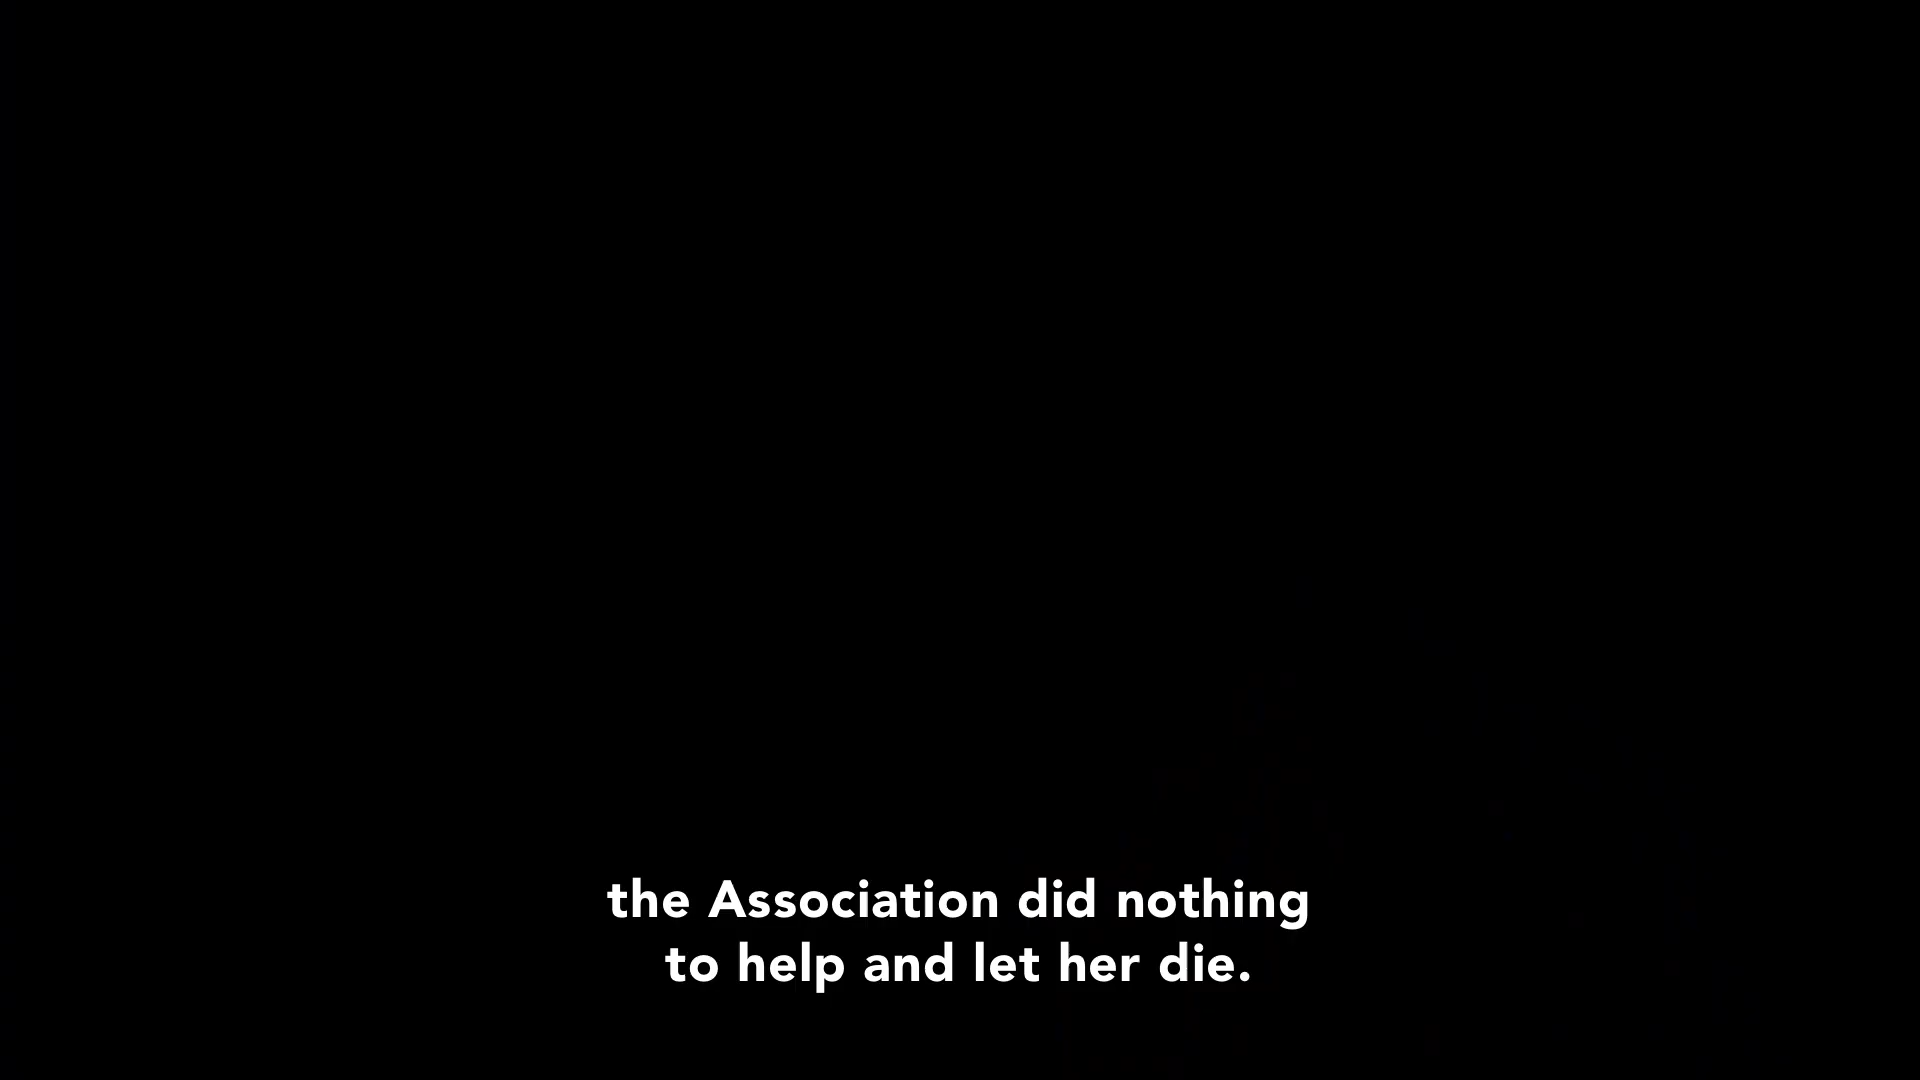 the Association did nothing
to help and let her die.